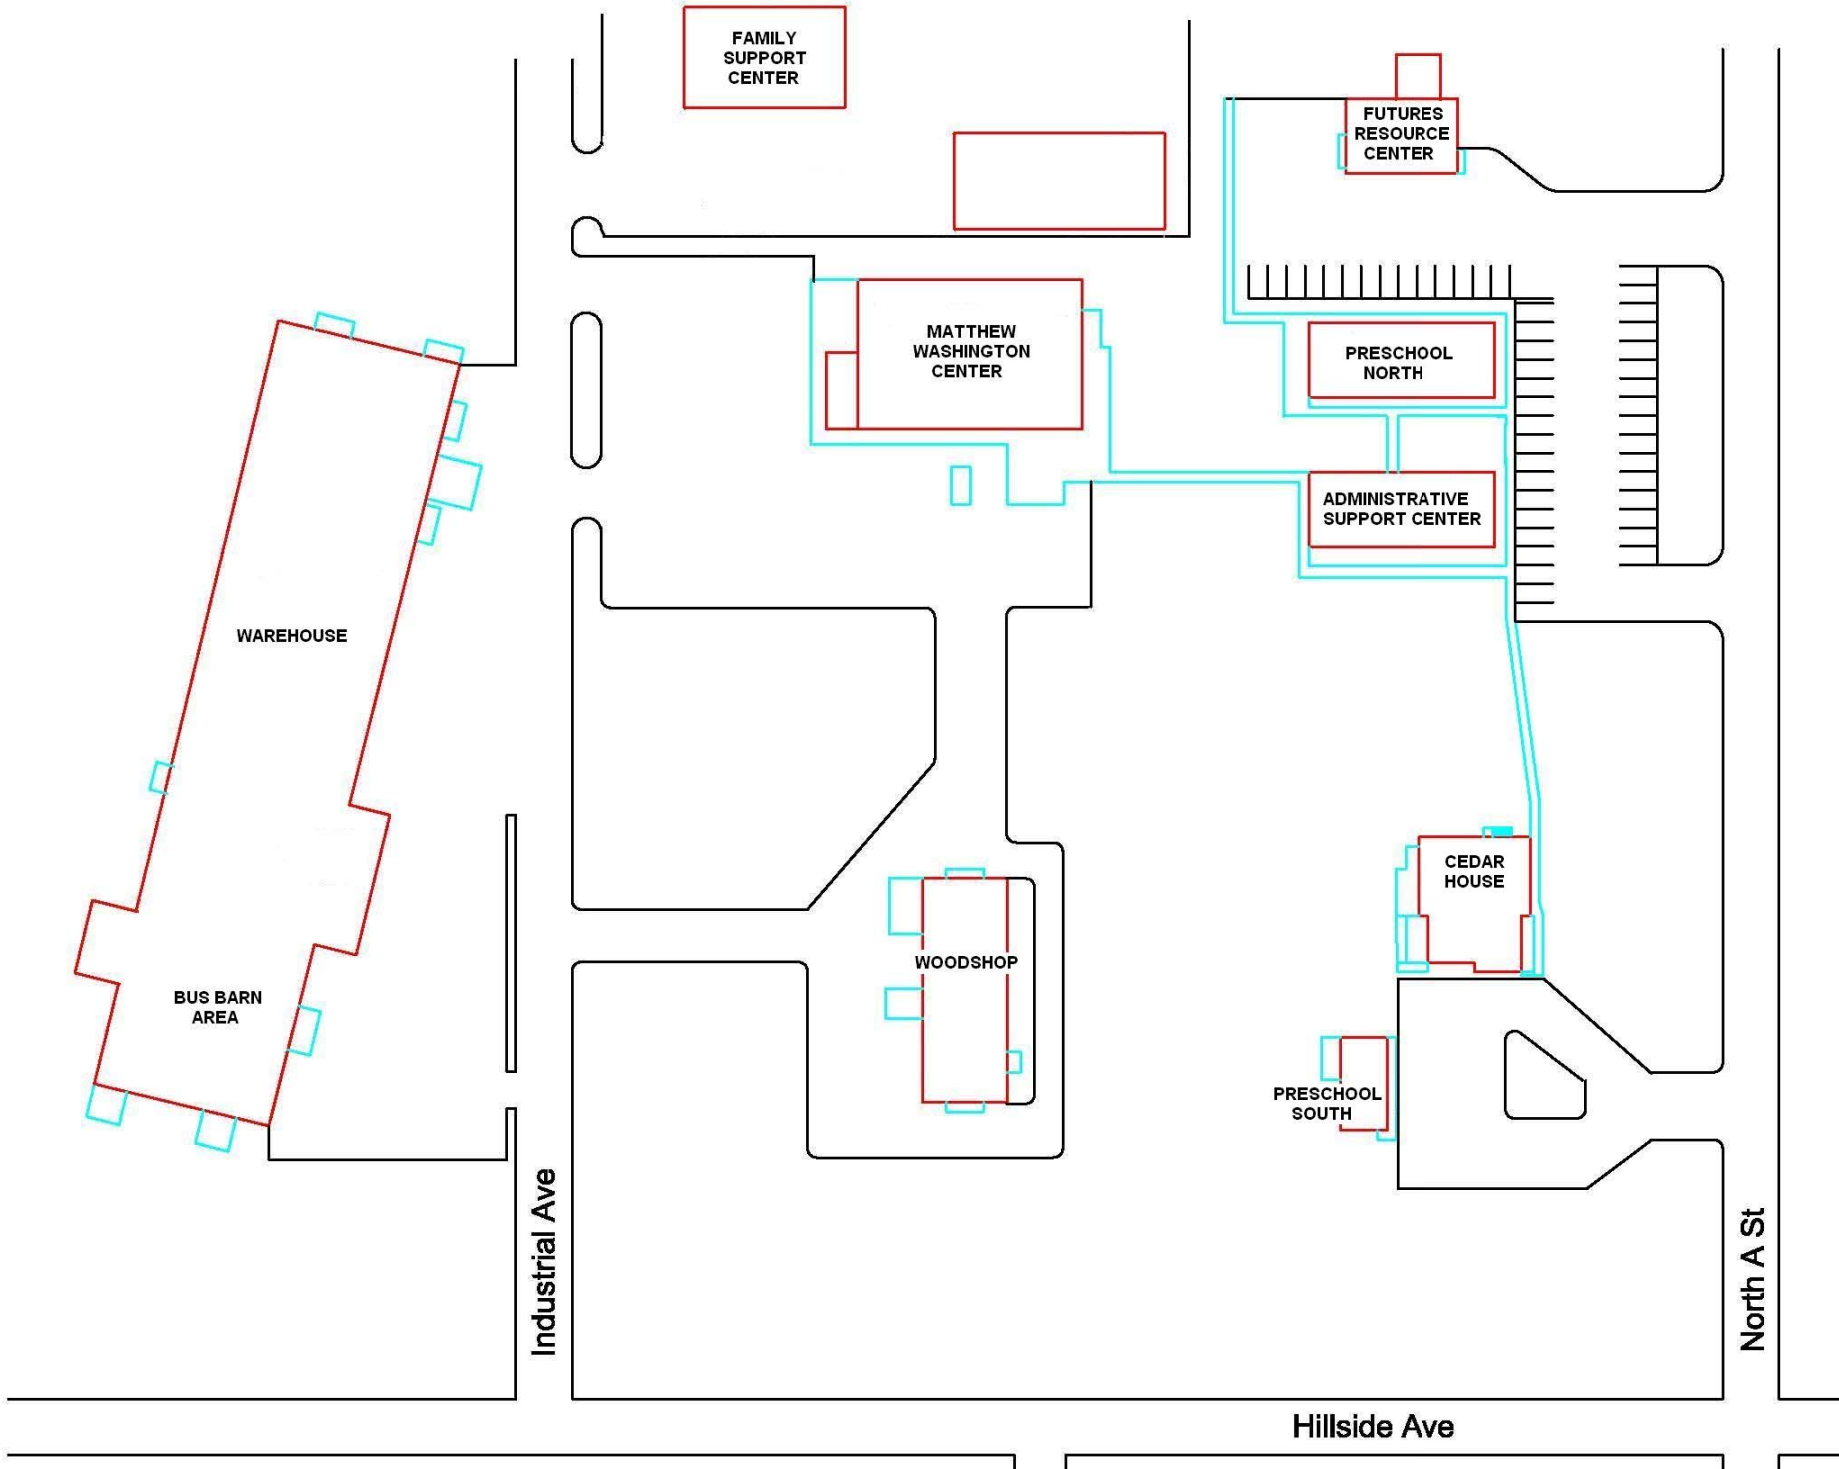 FAMILY
SUPPORT
CENTER
FUTURES
RESOURCE
CENTER
MATTHEW
WASHINGTON
CENTER
PRESCHOOL
NORTH
ADMINISTRATIVE
SUPPORT CENTER
WAREHOUSE
CEDAR
HOUSE
WOODSHOP
BUS BARN
AREA
PRESCHOOL
SOUTH
Industrial Ave
North A St
Hillside Ave